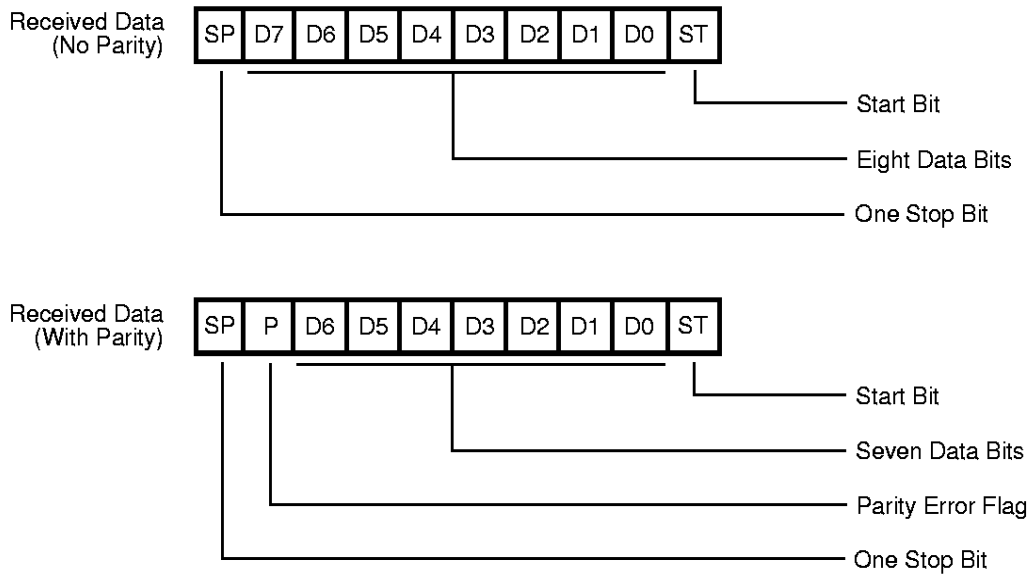 Received Data
(No Parity)
SP D7 D6 D5 D4 D3 D2 D1 D0 ST
Start Bit
Eight Data Bits
One Stop Bit
Received Data
(With Parity)
SP P D6 D5 D4 D3 D2 D1 D0 ST
Start Bit
Seven Data Bits
Parity Error Flag
One Stop Bit